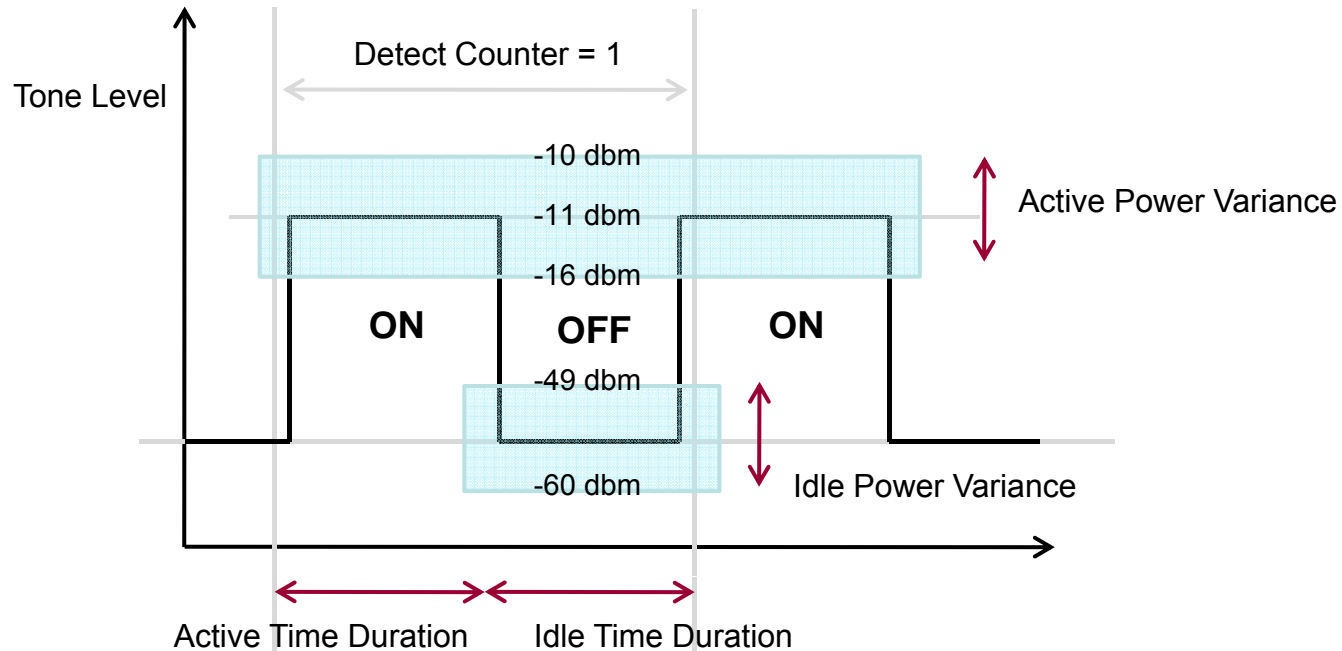 Detect Counter = 1
Tone Level
-10 dbm
-11 dbm
Active Power Variance
-16 dbm
ON
OFF
ON
-49 dbm
-60 dbm
Idle Power Variance
Active Time Duration
Idle Time Duration